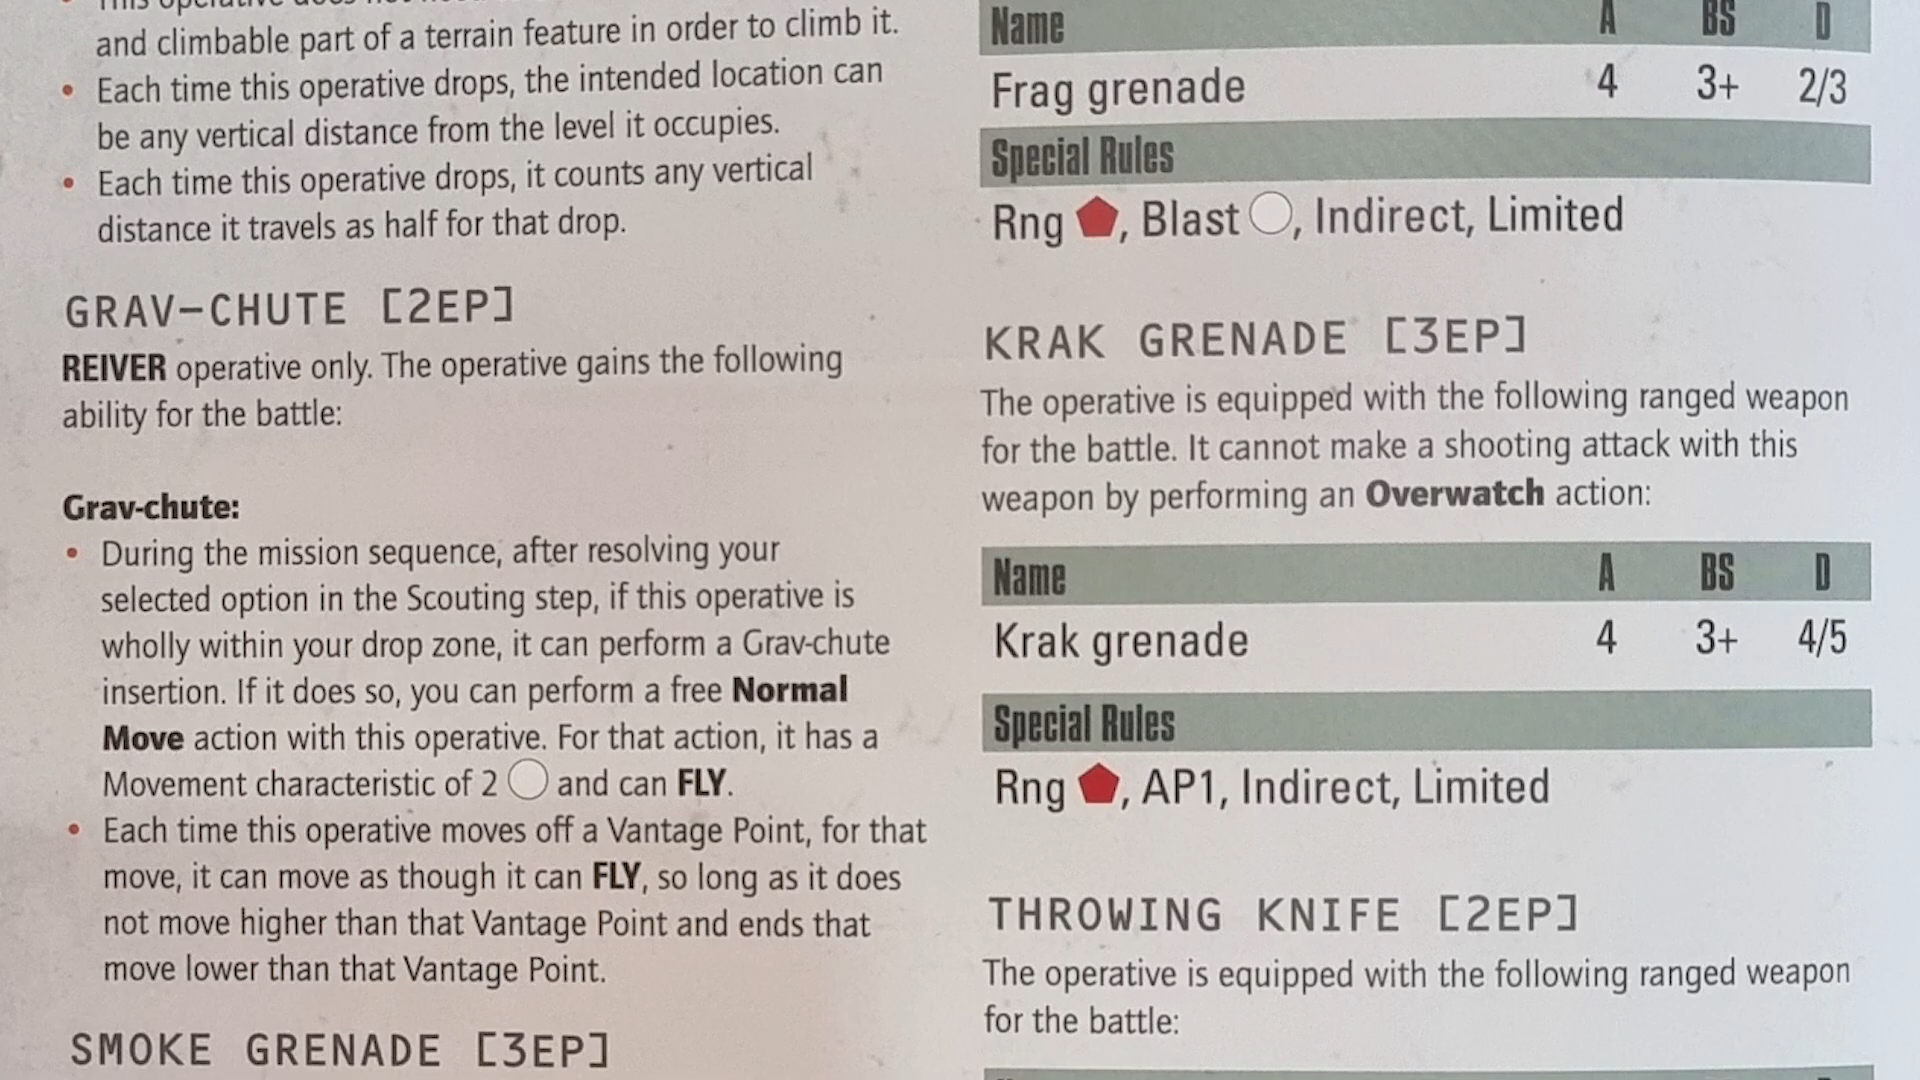 This operative does not need to
and climbable part of a terrain feature in order to climb it.
• Each time this operative drops, the intended location can
be any vertical distance from the level it occupies.
• Each time this operative drops, it counts any vertical
distance it travels as half for that drop.
GRAV-CHUTE [2EP]
REIVER operative only. The operative gains the following
ability for the battle:
Grav-chute:
• During the mission sequence, after resolving your
selected option in the Scouting step, if this operative is
wholly within your drop zone, it can perform a Grav-chute
insertion. If it does so, you can perform a free Normal
Move action with this operative. For that action, it has a
Movement characteristic of 2 and can FLY.
• Each time this operative moves off a Vantage Point, for that
move, it can move as though it can FLY, so long as it does
not move higher than that Vantage Point and ends that
move lower than that Vantage Point.
SMOKE GRENADE [3EP]
Name A BS D
Frag grenade 4 3+ 2/3
Special Rules
Rng , Blast , Indirect, Limited
KRAK GRENADE [3EP]
The operative is equipped with the following ranged weapon
for the battle. It cannot make a shooting attack with this
weapon by performing an Overwatch action:
Name A BS D
Krak grenade 4 3+ 4/5
Special Rules
Rng , AP1, Indirect, Limited
THROWING KNIFE [2EP]
The operative is equipped with the following ranged weapon
for the battle: